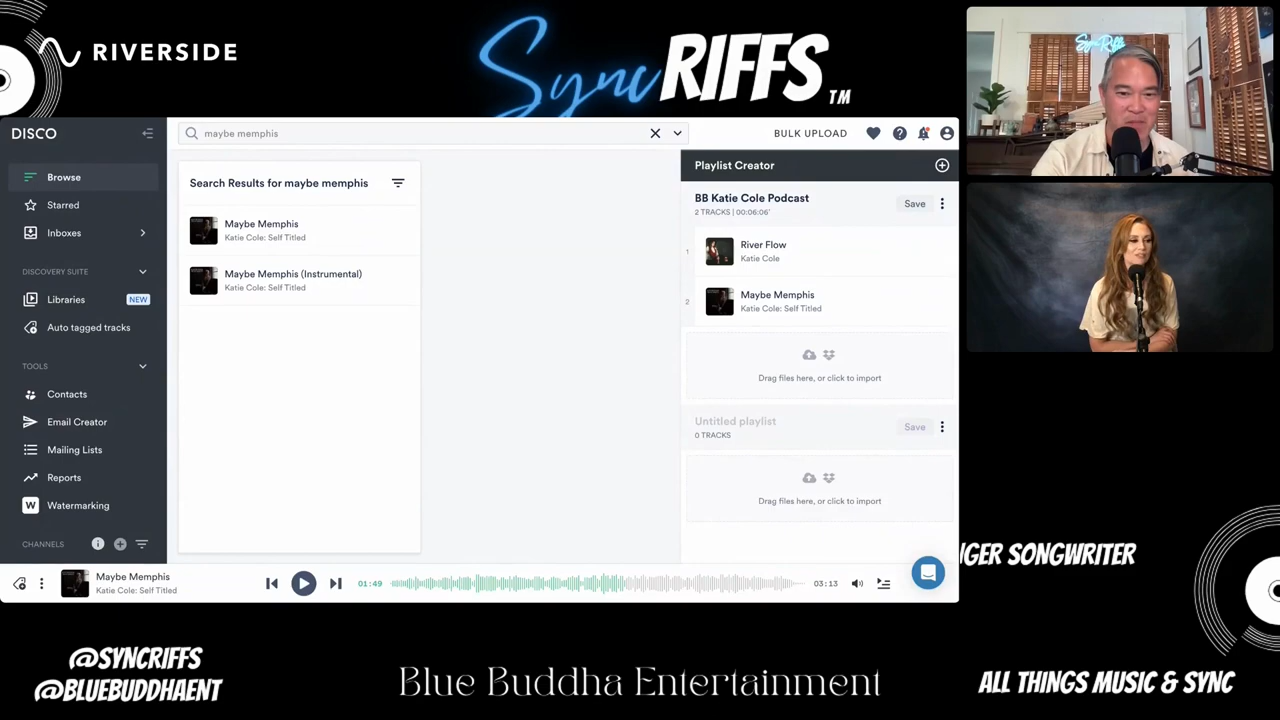 RIVERSIDE
SyncRIFFS TM
SyncRiffs
DISCO
maybe memphis
BULK UPLOAD
Browse
Starred
Inboxes
DISCOVERY SUITE
Libraries NEW
Auto tagged tracks
TOOLS
Contacts
Email Creator
Mailing Lists
Reports
W Watermarking
CHANNELS
Search Results for maybe memphis
Maybe Memphis
Katie Cole: Self Titled
Maybe Memphis (Instrumental)
Katie Cole: Self Titled
Playlist Creator
BB Katie Cole Podcast
Save
2 TRACKS | 00:06:06'
1
River Flow
Katie Cole
2
Maybe Memphis
Katie Cole: Self Titled
Drag files here, or click to import
Untitled playlist
Save
0 TRACKS
Drag files here, or click to import
Maybe Memphis
Katie Cole: Self Titled
01:49
03:13
NGER SONGWRITER
@SYNCRIFFS
@BLUEBUDDHAENT
Blue Buddha Entertainment
ALL THINGS MUSIC & SYNC